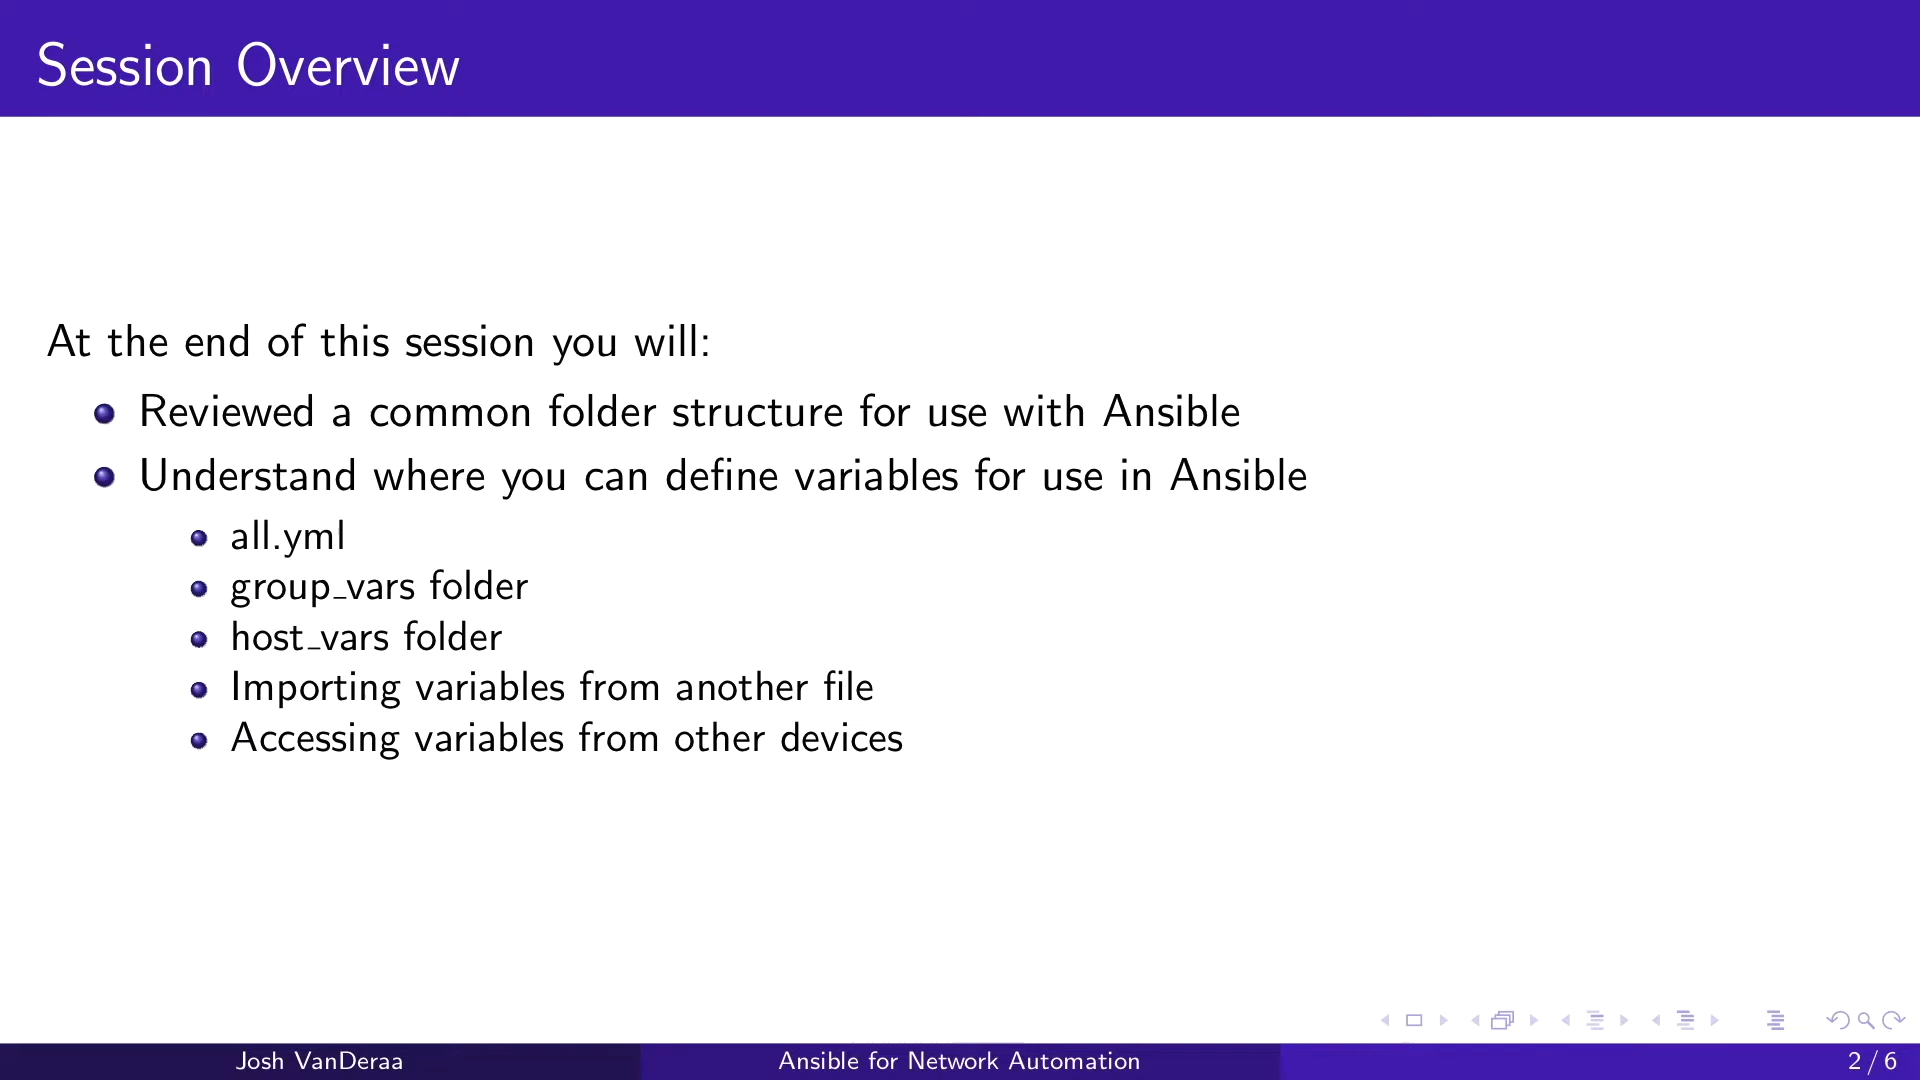 Session Overview
At the end of this session you will:
Reviewed a common folder structure for use with Ansible
Understand where you can define variables for use in Ansible
all.yml
group_vars folder
host_vars folder
Importing variables from another file
Accessing variables from other devices
Josh VanDeraa
Ansible for Network Automation
2 / 6